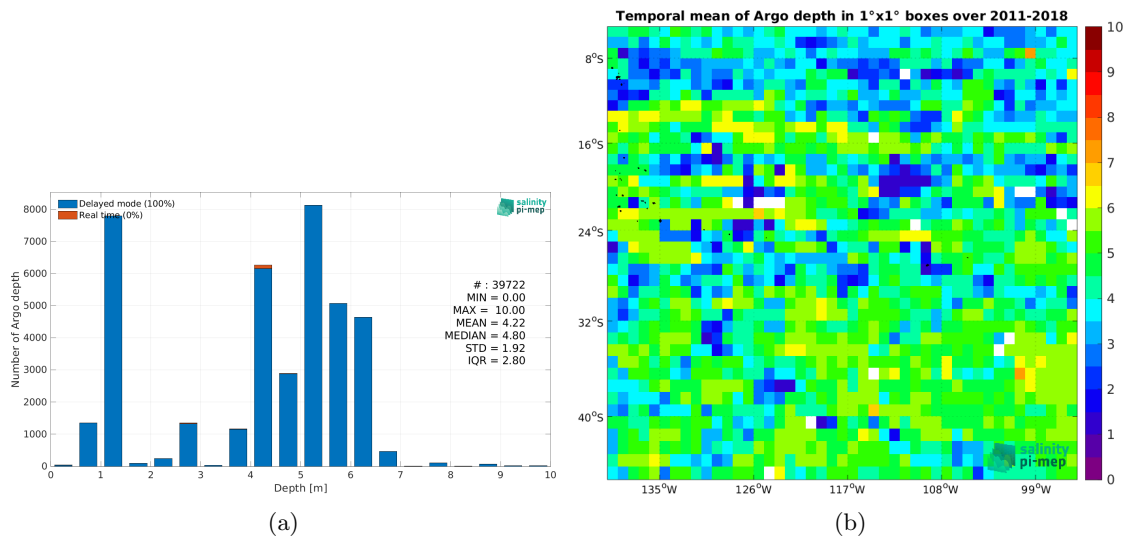 Temporal mean of Argo depth in 1°x1° boxes over 2011-2018
Delayed mode (100%)
Real time (0%)
salinity
pi-mep
Number of Argo depth
8000
7000
6000
5000
4000
3000
2000
1000
0
# : 39722
MIN = 0.00
MAX = 10.00
MEAN = 4.22
MEDIAN = 4.80
STD = 1.92
IQR = 2.80
0 1 2 3 4 5 6 7 8 9 10
Depth [m]
(a)
8°S
16°S
24°S
32°S
40°S
135°W 126°W 117°W 108°W 99°W
10
9
8
7
6
5
4
3
2
1
0
salinity
pi-mep
(b)